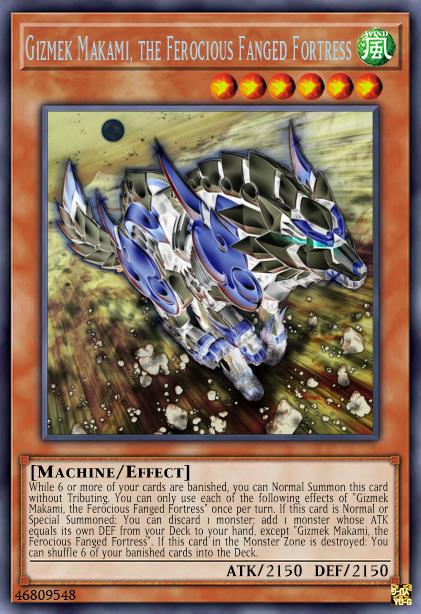 Gizmek Makami, the Ferocious Fanged Fortress
WIND
風
[Machine/Effect]
While 6 or more of your cards are banished, you can Normal Summon this card
without Tributing. You can only use each of the following effects of "Gizmek
Makami, the Ferocious Fanged Fortress" once per turn. If this card is Normal or
Special Summoned: You can discard 1 monster; add 1 monster whose ATK
equals its own DEF from your Deck to your hand, except "Gizmek Makami, the
Ferocious Fanged Fortress". If this card in the Monster Zone is destroyed: You
can shuffle 6 of your banished cards into the Deck.
ATK/2150 DEF/2150
46809548